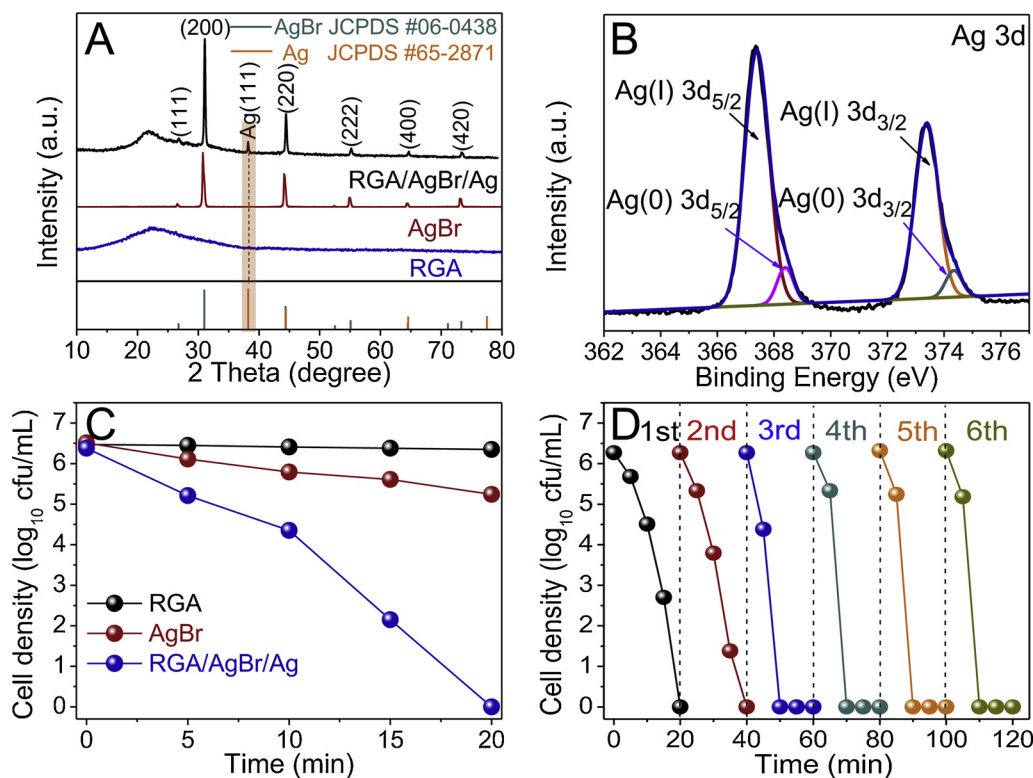 A
AgBr JCPDS #06-0438
Ag JCPDS #65-2871
(200)
(111)
Ag(111)
(220)
(222)
(400)
(420)
RGA/AgBr/Ag
AgBr
RGA
Intensity (a.u.)
10 20 30 40 50 60 70 80
2 Theta (degree)
B
Ag 3d
Ag(I) 3d5/2
Ag(I) 3d3/2
Ag(0) 3d5/2
Ag(0) 3d3/2
Intensity (a.u.)
362 364 366 368 370 372 374 376
Binding Energy (eV)
C
7
6
5
4
3
2
1
0
Cell density (log10 cfu/mL)
RGA
AgBr
RGA/AgBr/Ag
0 5 10 15 20
Time (min)
D
1st 2nd 3rd 4th 5th 6th
7
6
5
4
3
2
1
0
Cell density (log10 cfu/mL)
0 20 40 60 80 100 120
Time (min)